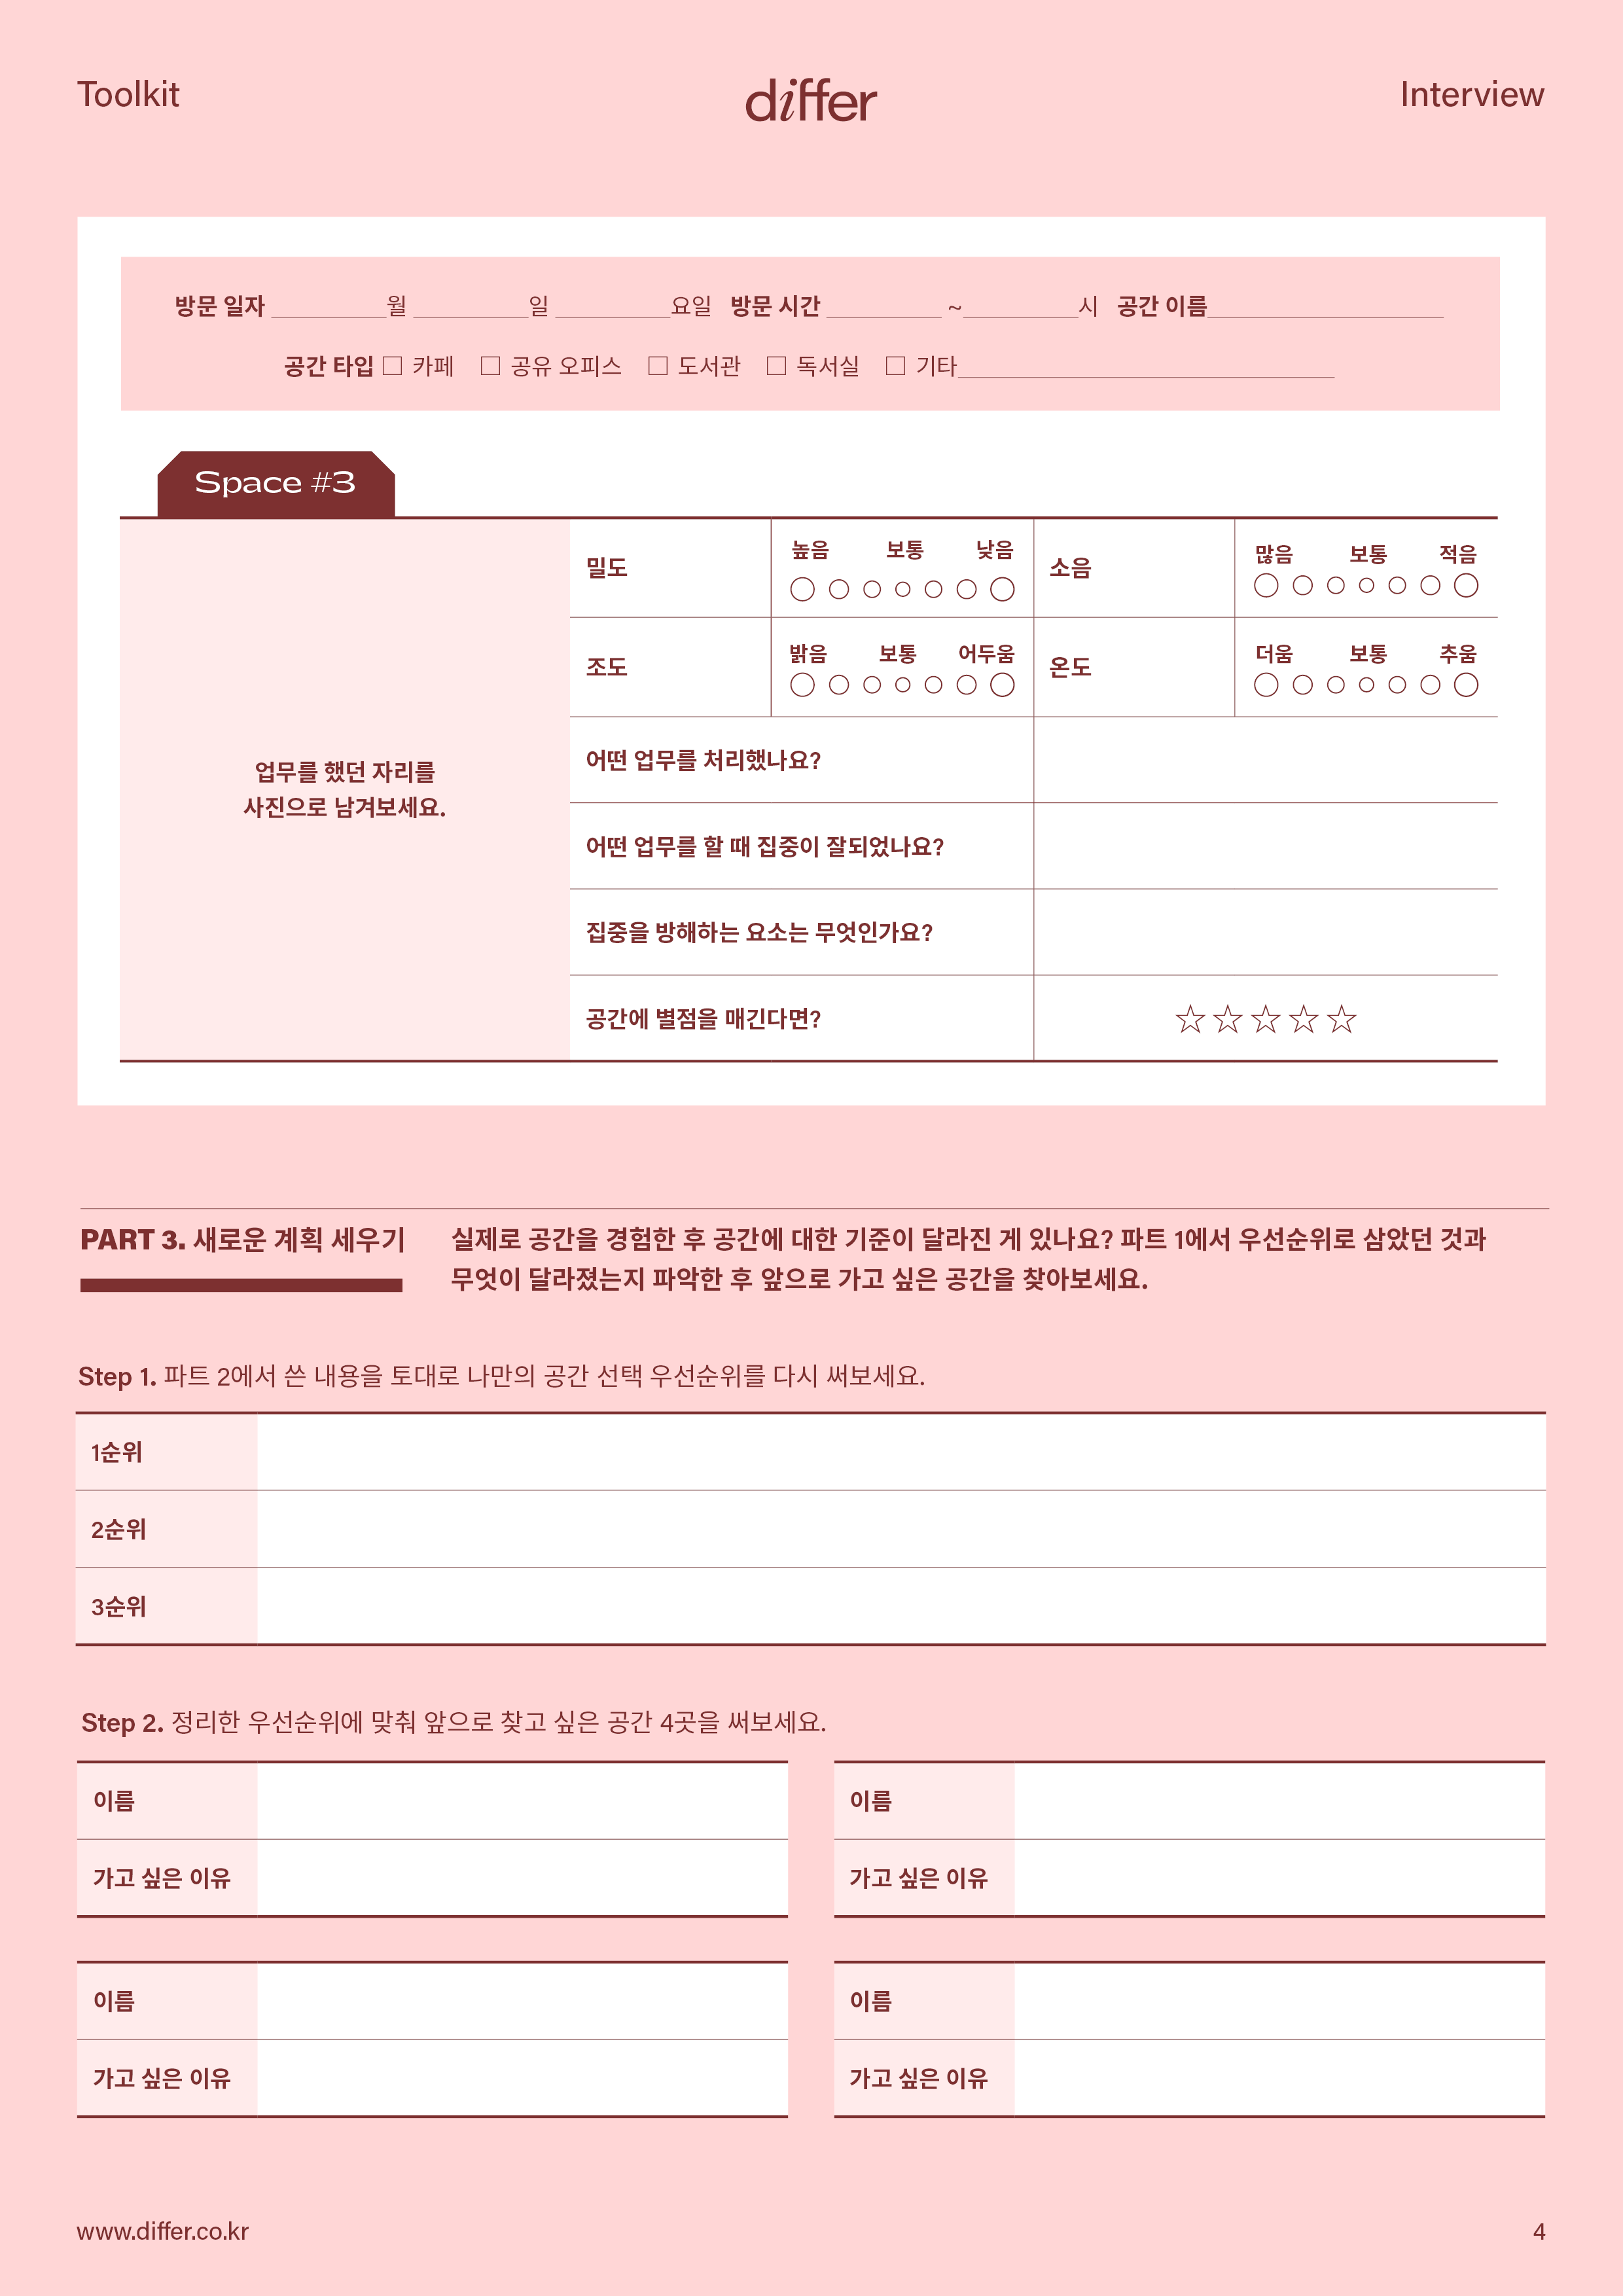 Toolkit
differ
Interview
방문 일자 ________월 ________일 ________요일 방문 시간 ________ ~ ________시 공간 이름________________
공간 타입 □ 카페 □ 공유 오피스 □ 도서관 □ 독서실 □ 기타________________________
Space #3
업무를 했던 자리를
사진으로 남겨보세요.
밀도
높음 보통 낮음
소음
많음 보통 적음
조도
밝음 보통 어두움
온도
더움 보통 추움
어떤 업무를 처리했나요?
어떤 업무를 할 때 집중이 잘되었나요?
집중을 방해하는 요소는 무엇인가요?
공간에 별점을 매긴다면?
☆☆☆☆☆
PART 3. 새로운 계획 세우기
실제로 공간을 경험한 후 공간에 대한 기준이 달라진 게 있나요? 파트 1에서 우선순위로 삼았던 것과
무엇이 달라졌는지 파악한 후 앞으로 가고 싶은 공간을 찾아보세요.
Step 1. 파트 2에서 쓴 내용을 토대로 나만의 공간 선택 우선순위를 다시 써보세요.
1순위
2순위
3순위
Step 2. 정리한 우선순위에 맞춰 앞으로 찾고 싶은 공간 4곳을 써보세요.
이름
가고 싶은 이유
이름
가고 싶은 이유
이름
가고 싶은 이유
이름
가고 싶은 이유
www.differ.co.kr
4